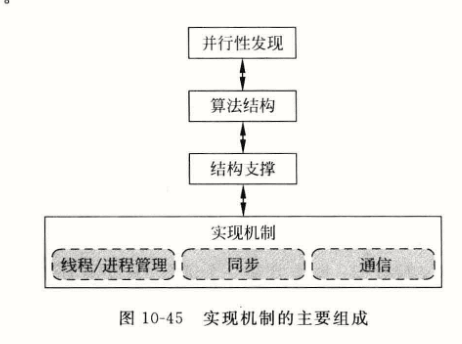 。
并行性发现
算法结构
结构支撑
实现机制
线程/进程管理 同步 通信
图 10-45 实现机制的主要组成